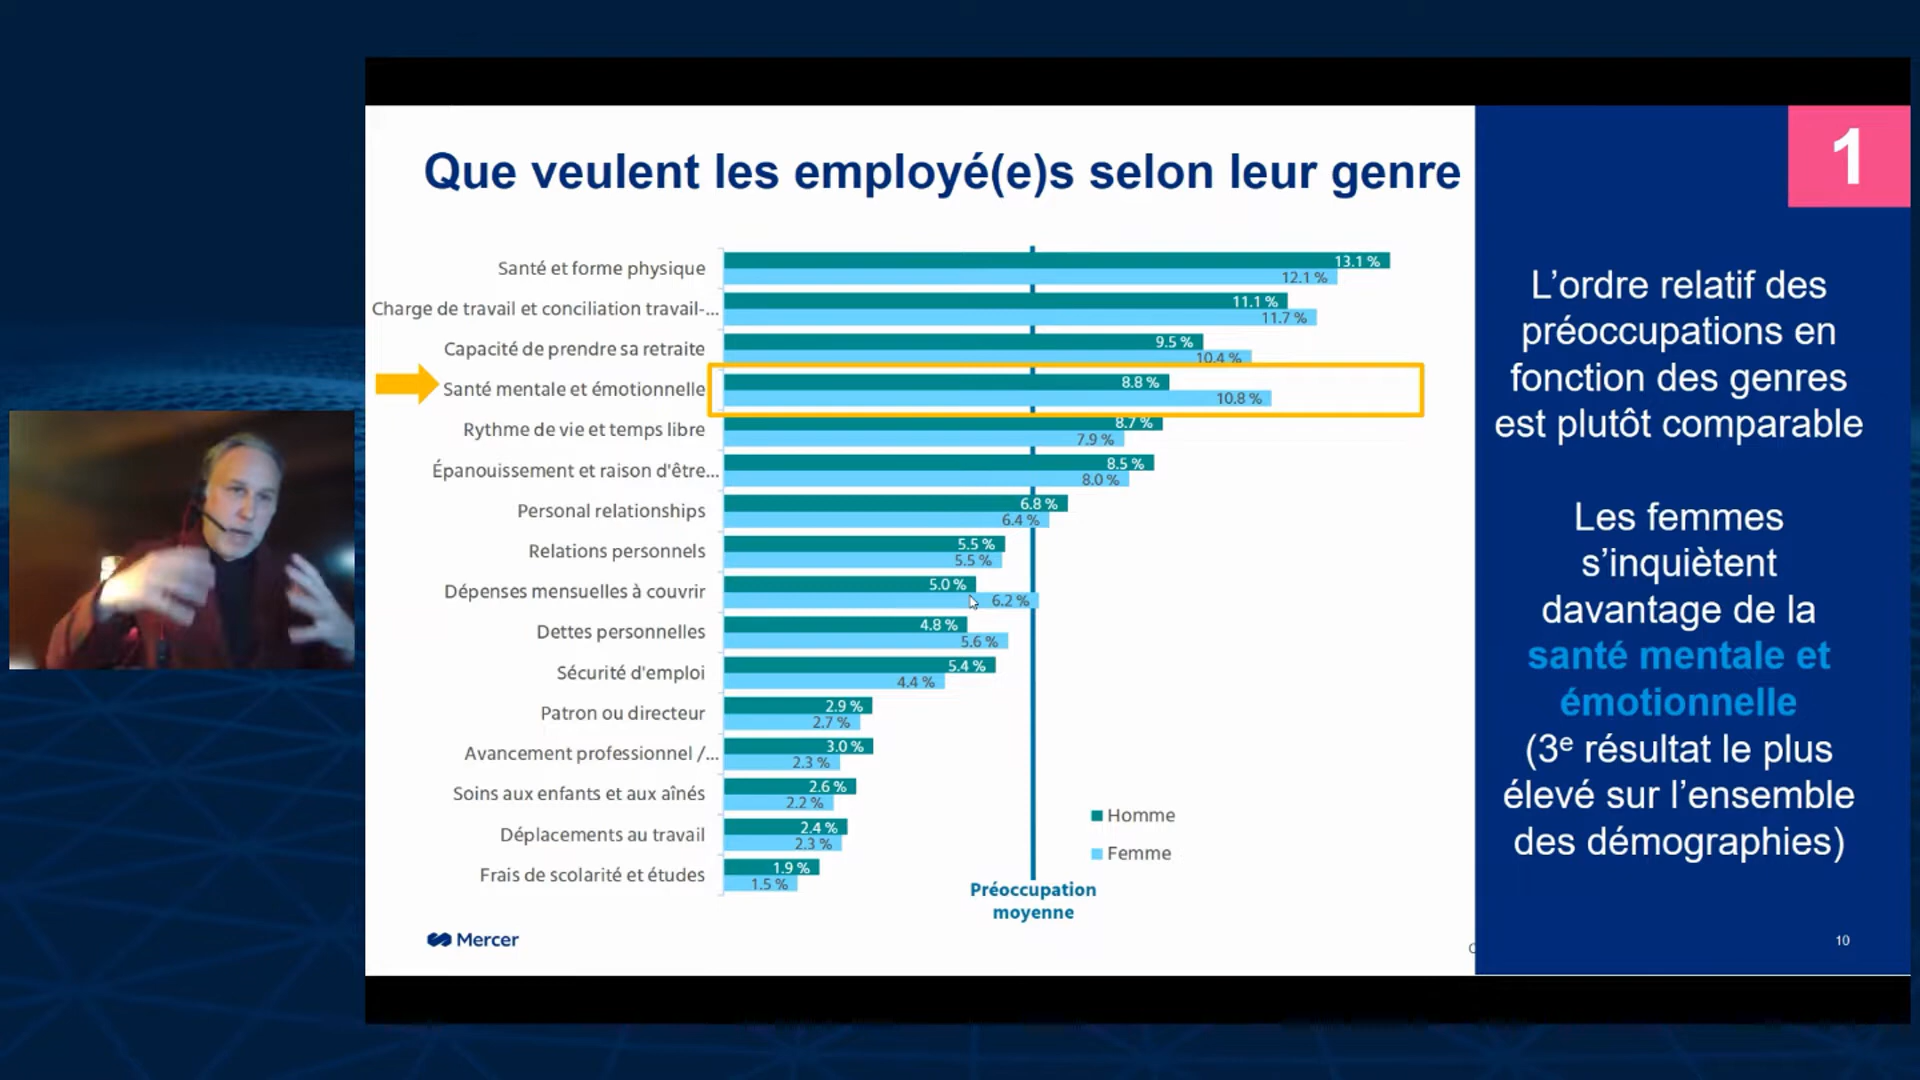 Que veulent les employé(e)s selon leur genre
1
Santé et forme physique
13.1 %
12.1 %
Charge de travail et conciliation travail-...
11.1 %
11.7 %
Capacité de prendre sa retraite
9.5 %
10.4 %
Santé mentale et émotionnelle
8.8 %
10.8 %
Rythme de vie et temps libre
8.7 %
7.9 %
Épanouissement et raison d'être...
8.5 %
8.0 %
Personal relationships
6.8 %
6.4 %
Relations personnels
5.5 %
5.5 %
Dépenses mensuelles à couvrir
5.0 %
6.2 %
Dettes personnelles
4.8 %
5.6 %
Sécurité d'emploi
5.4 %
4.4 %
Patron ou directeur
2.9 %
2.7 %
Avancement professionnel /...
3.0 %
2.3 %
Soins aux enfants et aux aînés
2.6 %
2.2 %
Déplacements au travail
2.4 %
2.3 %
Frais de scolarité et études
1.9 %
1.5 %
Homme
Femme
Préoccupation
moyenne
Mercer
L’ordre relatif des
préoccupations en
fonction des genres
est plutôt comparable
Les femmes
s’inquiètent
davantage de la
santé mentale et
émotionnelle
(3ᵉ résultat le plus
élevé sur l’ensemble
des démographies)
10